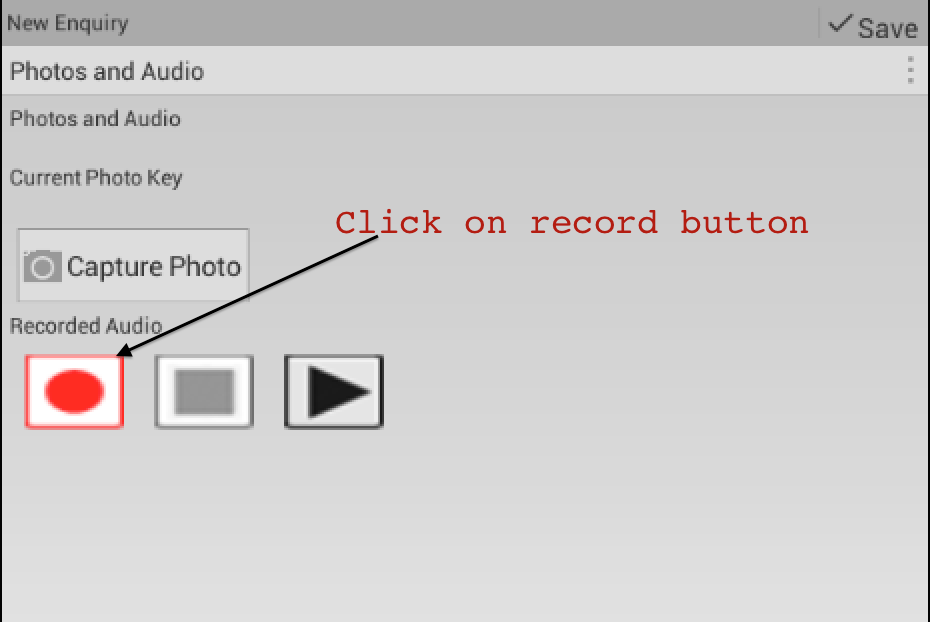 New Enquiry
Save
Photos and Audio
Photos and Audio
Current Photo Key
Click on record button
Capture Photo
Recorded Audio